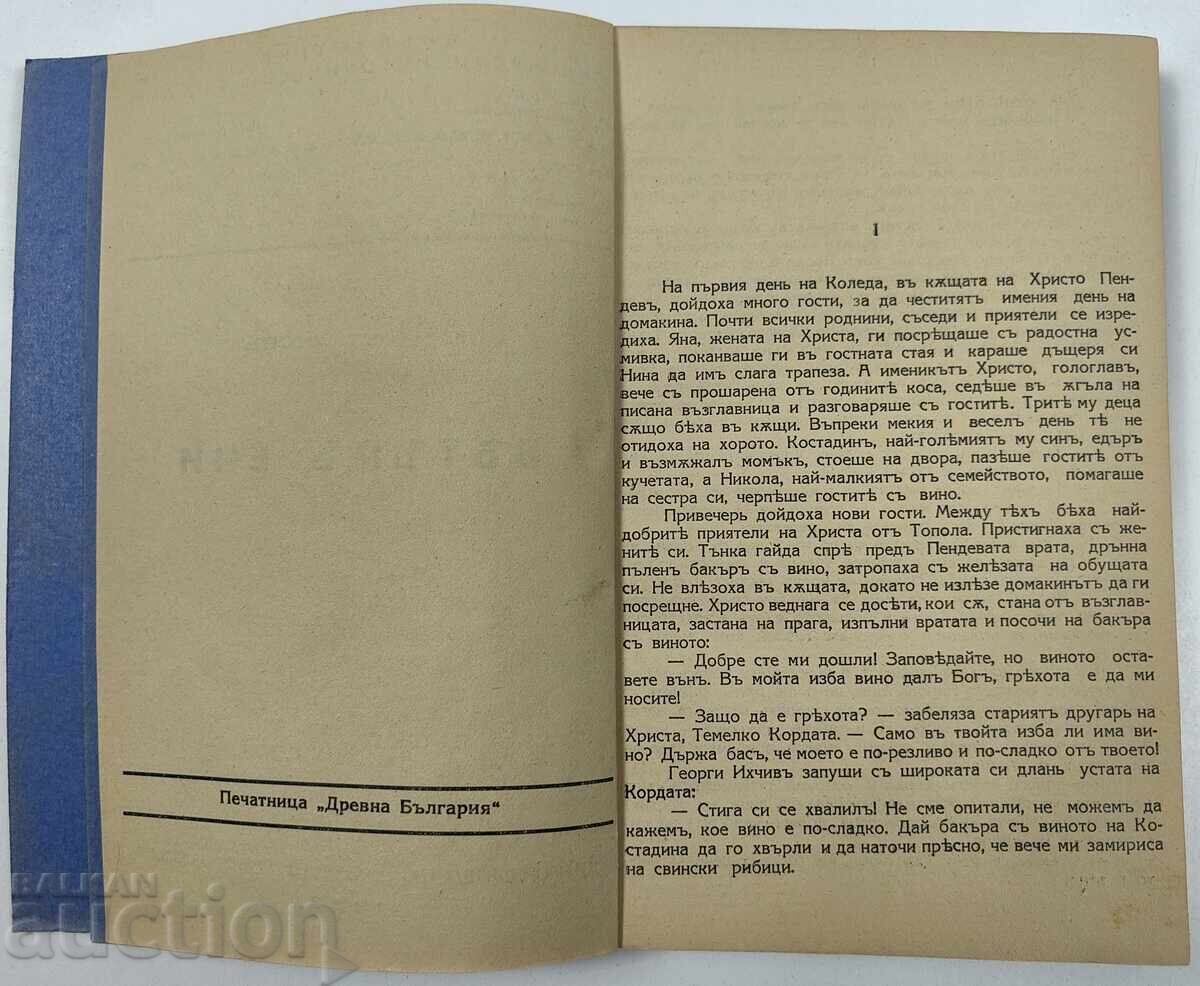 Печатница „Древна България“
I
На първия день на Коледа, въ кѫщата на Христо Пен-
девъ, дойдоха много гости, за да честитятъ имения день на
домакина. Почти всички роднини, съседи и приятели се изре-
диха. Яна, жената на Христа, ги посрѣщаше съ радостна ус-
мивка, поканваше ги въ гостната стая и караше дъщеря си
Нина да имъ слага трапеза. А именикътъ Христо, гологлавъ,
вече съ прошарена отъ годинитѣ коса, седѣше въ ѫгъла на
писана възглавница и разговаряше съ гоститѣ. Тритѣ му деца
сѫщо бѣха въ кѫщи. Въпреки мекия и веселъ день тѣ не
отидоха на хорото. Костадинъ, най-голѣмиятъ му синъ, едъръ
и възмѫжалъ момъкъ, стоеше на двора, пазѣше гоститѣ отъ
кучетата, а Никола, най-малкиятъ отъ семейството, помагаше
на сестра си, черпѣше гоститѣ съ вино.
Привечерь дойдоха нови гости. Между тѣхъ бѣха най-
добритѣ приятели на Христа отъ Топола. Пристигнаха съ же-
нитѣ си. Тънка гайда спрѣ предъ Пендевата врата, дрънна
пъленъ бакъръ съ вино, затропаха съ желѣзата на обущата
си. Не влѣзоха въ кѫщата, докато не излѣзе домакинътъ да ги
посрещне. Христо веднага се досѣти, кои сѫ, стана отъ възглав-
ницата, застана на прага, изпълни вратата и посочи на бакъра
съ виното:
— Добре сте ми дошли! Заповѣдайте, но виното оста-
вете вънъ. Въ мойта изба вино далъ Богъ, грѣхота е да ми
носите!
— Защо да е грѣхота? — забеляза стариятъ другарь на
Христа, Темелко Кордата. — Само въ твойта изба ли има ви-
но? Държа басъ, че моето е по-резливо и по-сладко отъ твоето!
Георги Ихчивъ запуши съ широката си длань устата на
Кордата:
— Стига си се хвалилъ! Не сме опитали, не можемъ да
кажемъ, кое вино е по-сладко. Дай бакъра съ виното на Ко-
стадина да го хвърли и да наточи прѣсно, че вече ми замириса
на свински рибици.
BALKAN
auction